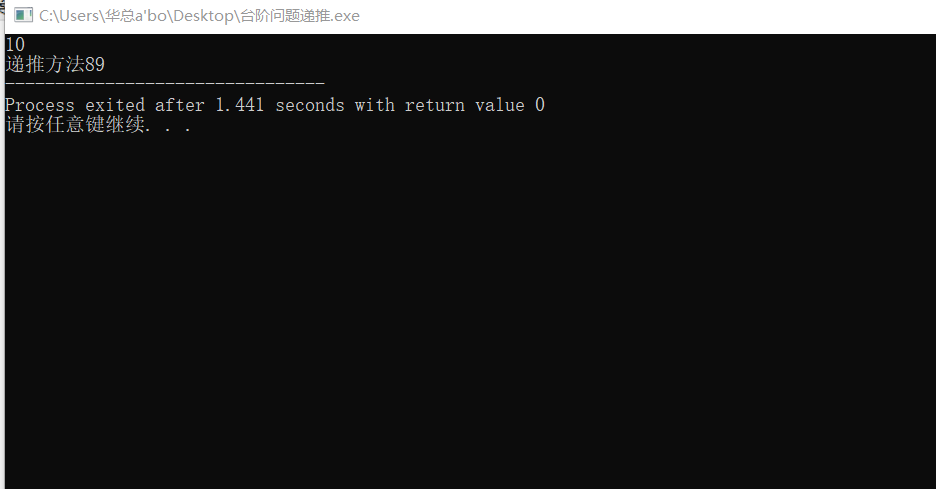 C:\Users\华总a'bo\Desktop\台阶问题递推.exe
10
递推方法89
--------------------------------
Process exited after 1.441 seconds with return value 0
请按任意键继续. . .